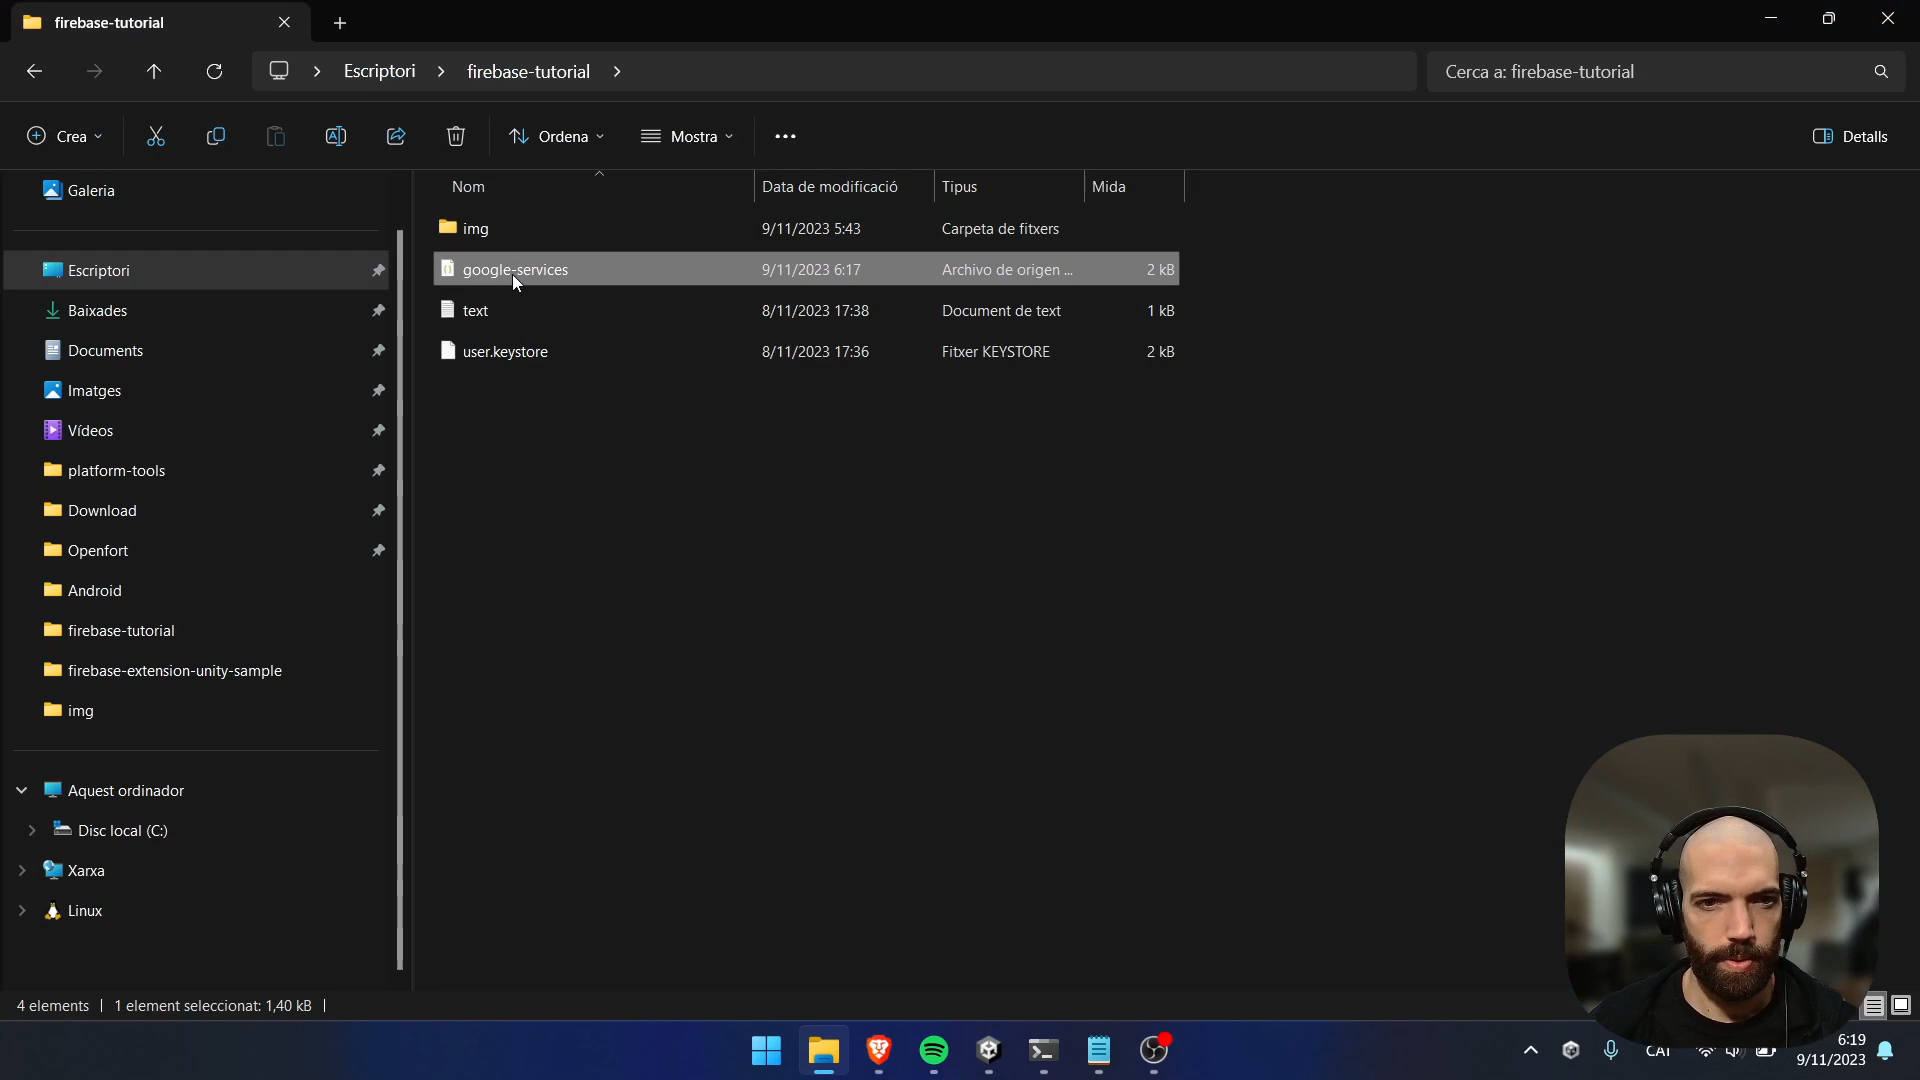 firebase-tutorial
Escriptori
firebase-tutorial
Cerca a: firebase-tutorial
Crea
Ordena
Mostra
Detalls
Nom
Data de modificació
Tipus
Mida
img
9/11/2023 5:43
Carpeta de fitxers
google-services
9/11/2023 6:17
Archivo de origen ...
2 kB
text
8/11/2023 17:38
Document de text
1 kB
user.keystore
8/11/2023 17:36
Fitxer KEYSTORE
2 kB
Galeria
Escriptori
Baixades
Documents
Imatges
Vídeos
platform-tools
Download
Openfort
Android
firebase-tutorial
firebase-extension-unity-sample
img
Aquest ordinador
Disc local (C:)
Xarxa
Linux
4 elements
1 element seleccionat: 1,40 kB
CAT
6:19
9/11/2023